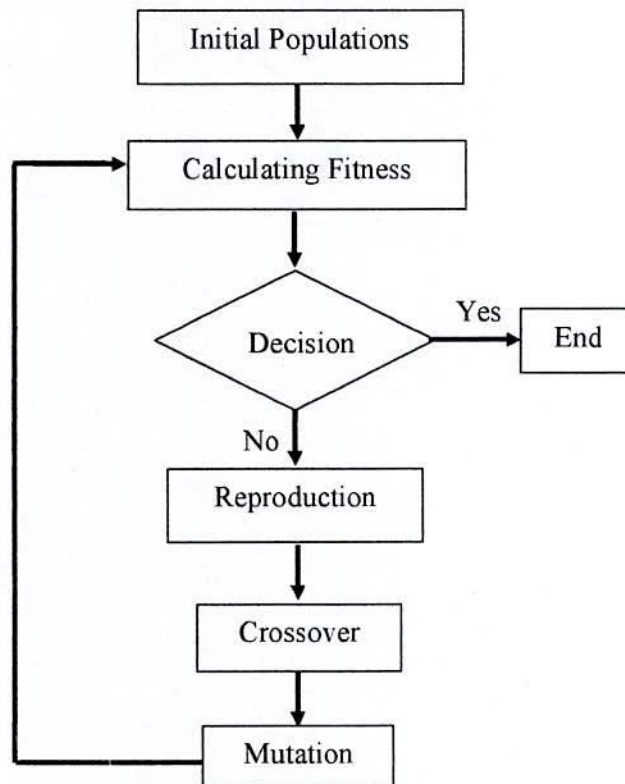 Initial Populations
Calculating Fitness
Decision
Yes
End
No
Reproduction
Crossover
Mutation